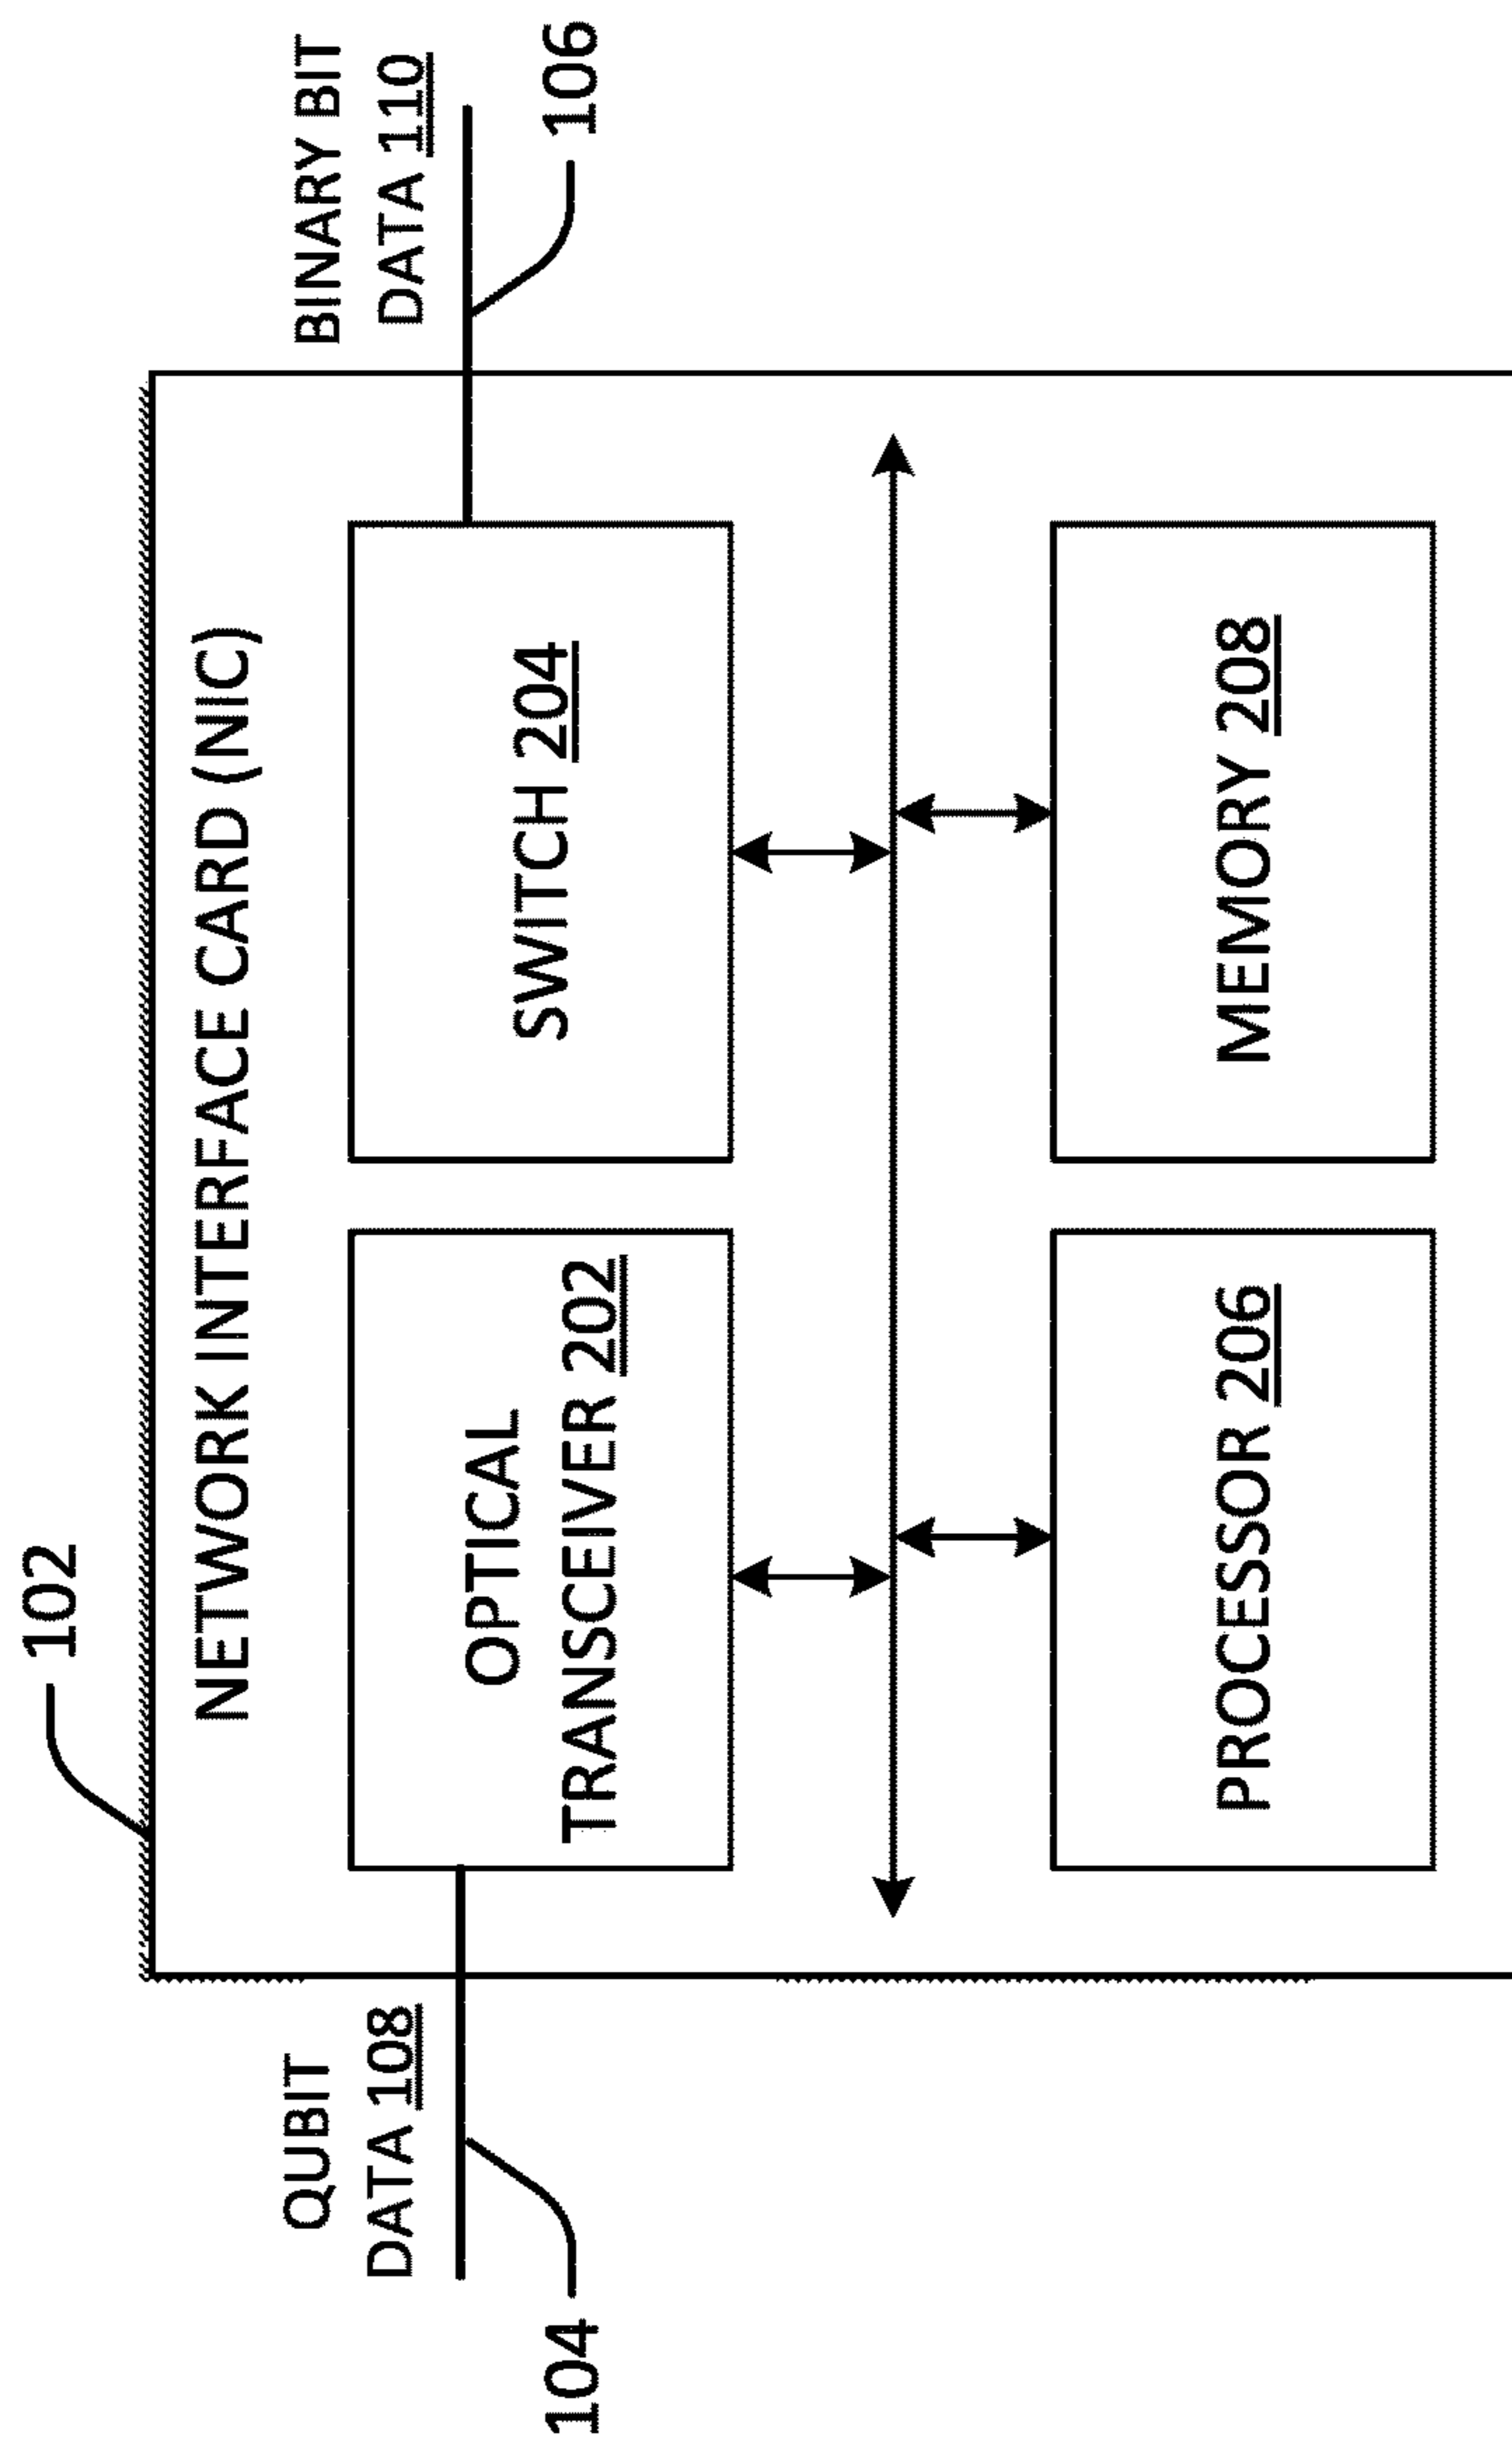 102
NETWORK INTERFACE CARD (NIC)
QUBIT
DATA 108
104
OPTICAL
TRANSCEIVER 202
SWITCH 204
BINARY BIT
DATA 110
106
PROCESSOR 206
MEMORY 208